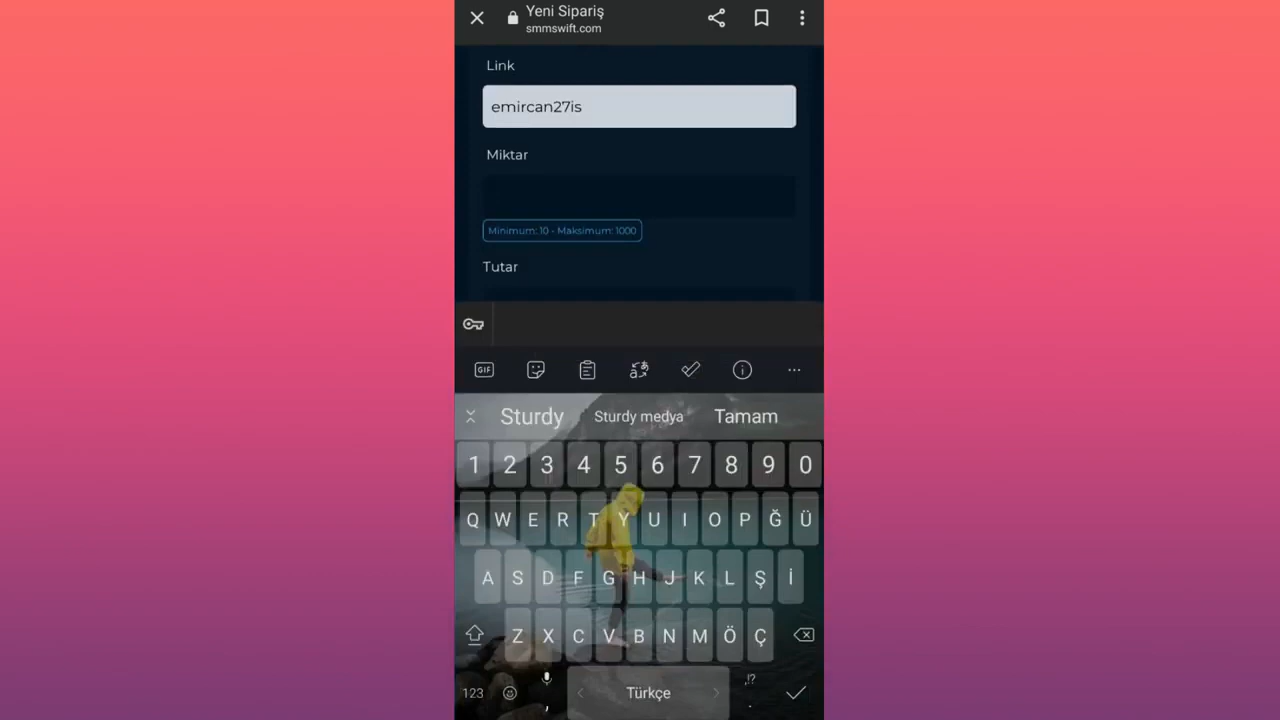 Yeni Sipariş
smmswift.com
Link
emircan27is
Miktar
Minimum: 10 - Maksimum: 1000
Tutar
GIF
Sturdy Sturdy medya Tamam
1 2 3 4 5 6 7 8 9 0
Q W E R T Y U I O P Ğ Ü
A S D F G H J K L Ş İ
Z X C V B N M Ö Ç
123 , < Türkçe > ,!? .